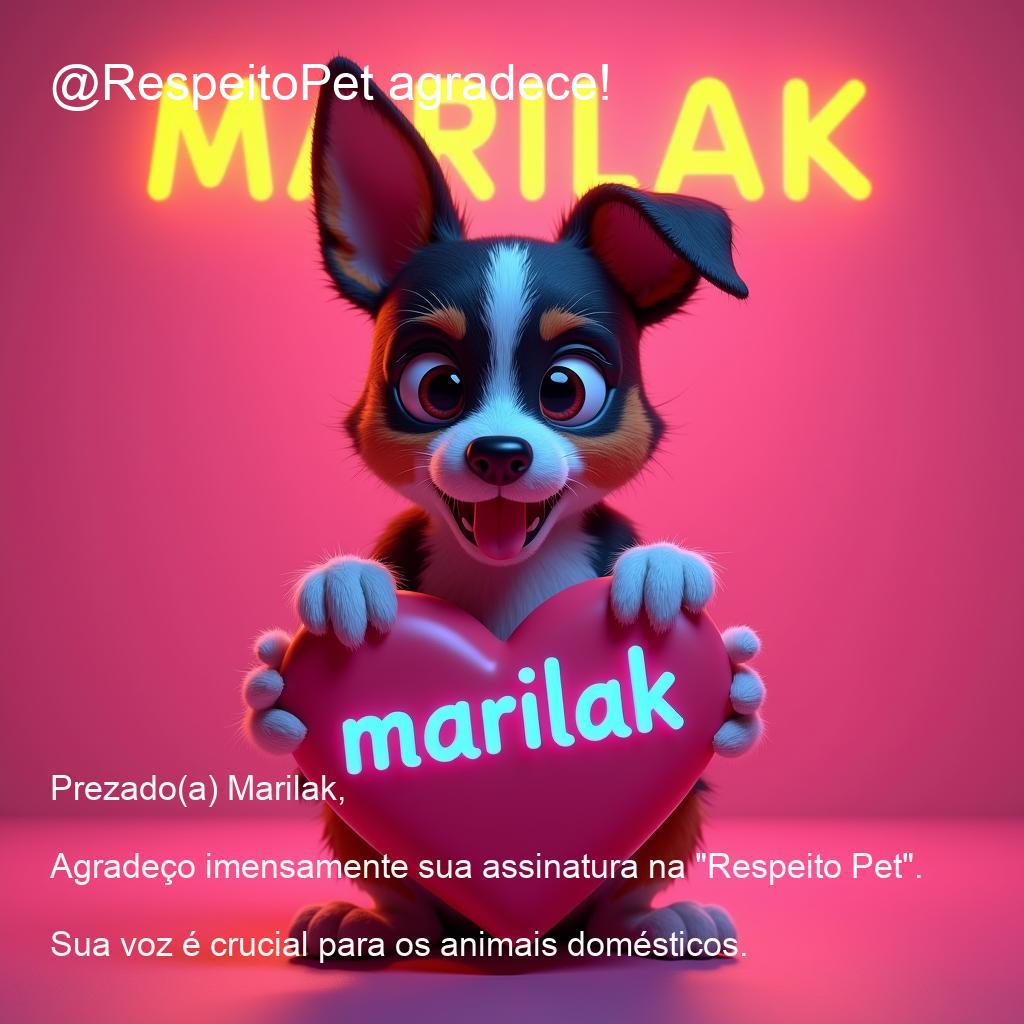 @RespeitoPet agradece!
MARILAK
marilak
Prezado(a) Marilak,
Agradeço imensamente sua assinatura na "Respeito Pet".
Sua voz é crucial para os animais domésticos.